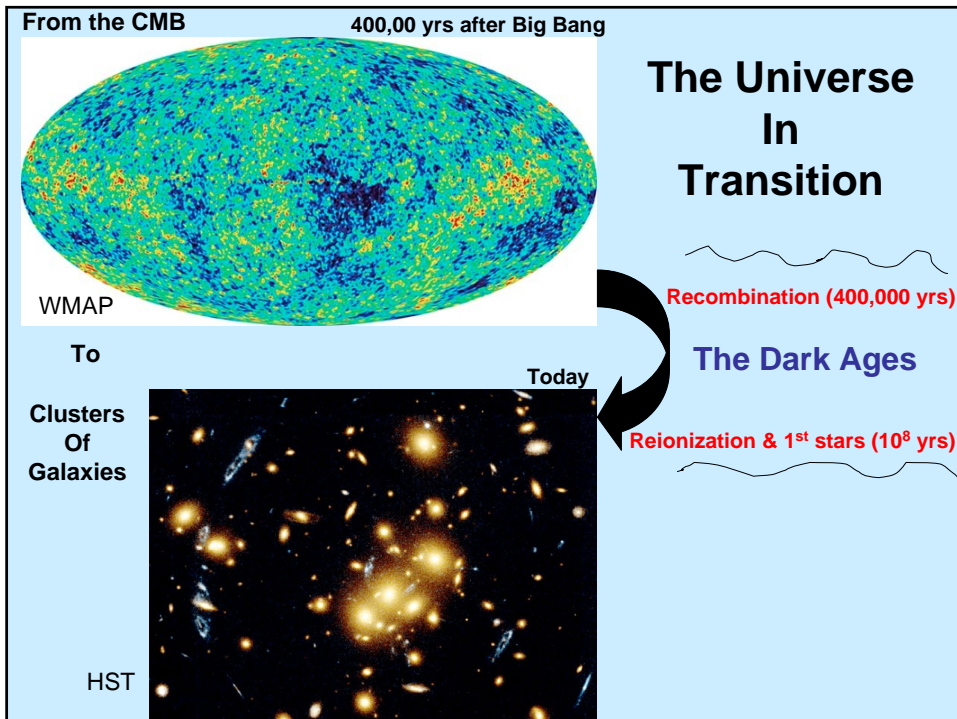 From the CMB
400,00 yrs after Big Bang
WMAP
The Universe
In
Transition
Recombination (400,000 yrs)
The Dark Ages
Reionization & 1st stars (10⁸ yrs)
To
Clusters
Of
Galaxies
Today
HST